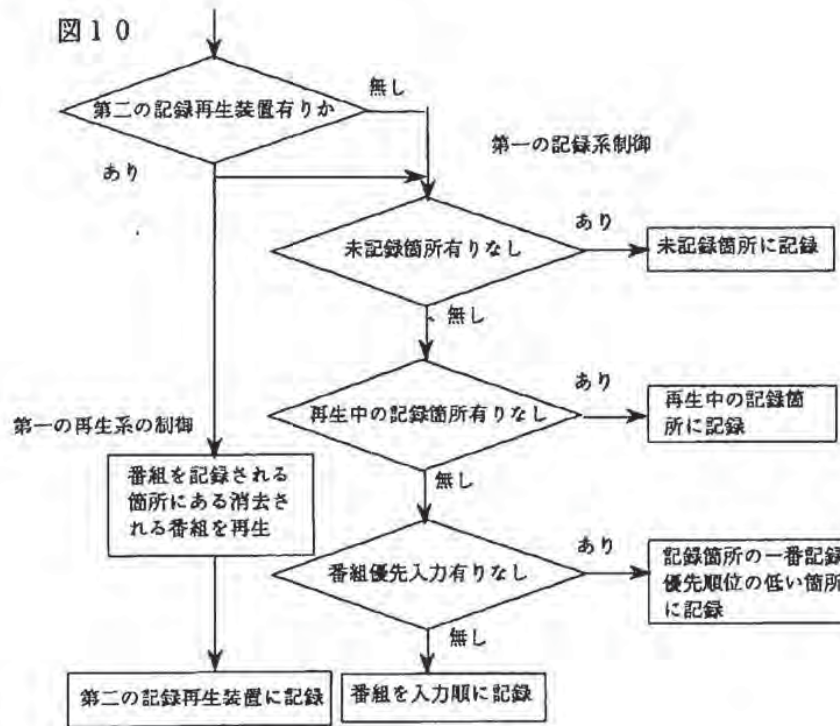 図10
第二の記録再生装置有りか
無し
あり
第一の記録系制御
未記録箇所有りなし
あり
未記録箇所に記録
無し
再生中の記録箇所有りなし
あり
再生中の記録箇
所に記録
第一の再生系の制御
番組を記録される
箇所にある消去さ
れる番組を再生
無し
番組優先入力有りなし
あり
記録箇所の一番記録
優先順位の低い箇所
に記録
無し
第二の記録再生装置に記録
番組を入力順に記録